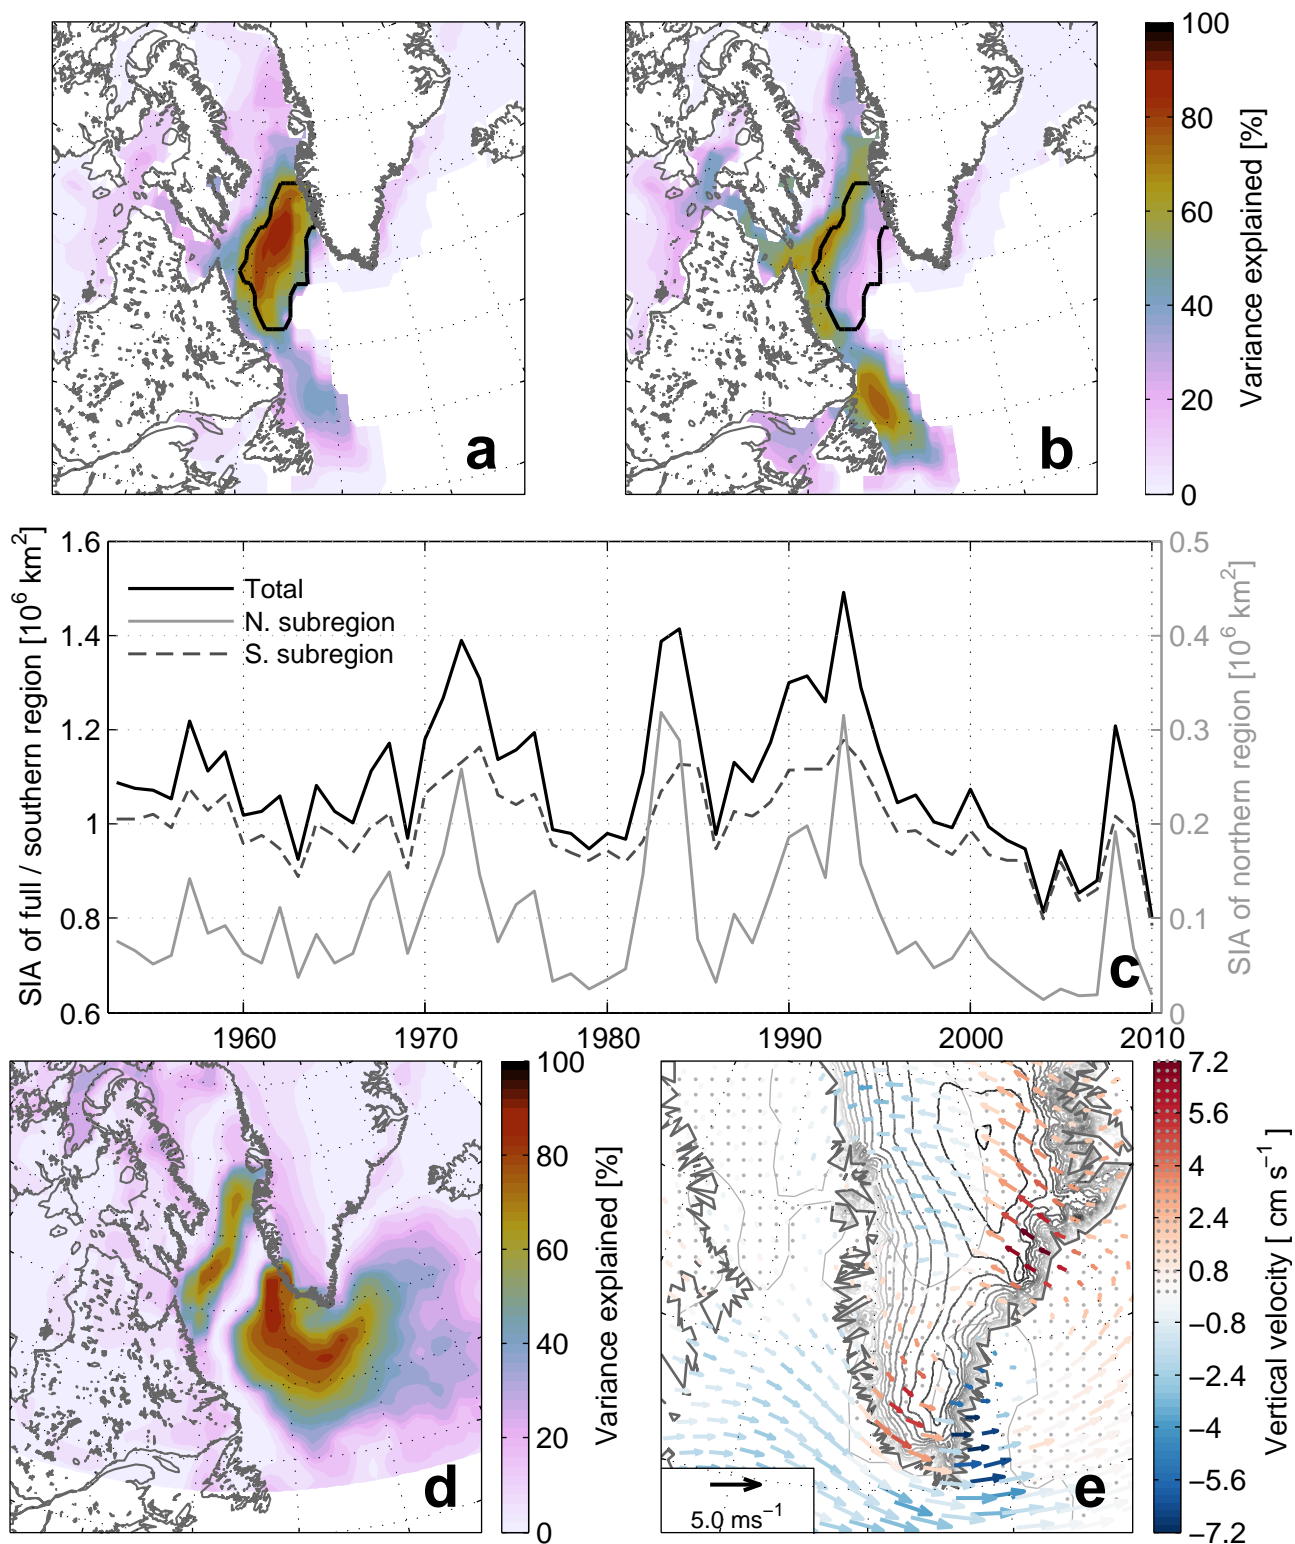 a
b
100
80
60
40
20
0
Variance explained [%]
SIA of full / southern region [10⁶ km²]
1.6
1.4
1.2
1
0.8
0.6
Total
N. subregion
S. subregion
c
0.5
0.4
0.3
0.2
0.1
0
SIA of northern region [10⁶ km²]
1960
1970
1980
1990
2000
2010
d
100
80
60
40
20
0
Variance explained [%]
5.0 ms⁻¹
e
7.2
5.6
4
2.4
0.8
−0.8
−2.4
−4
−5.6
−7.2
Vertical velocity [ cm s⁻¹ ]